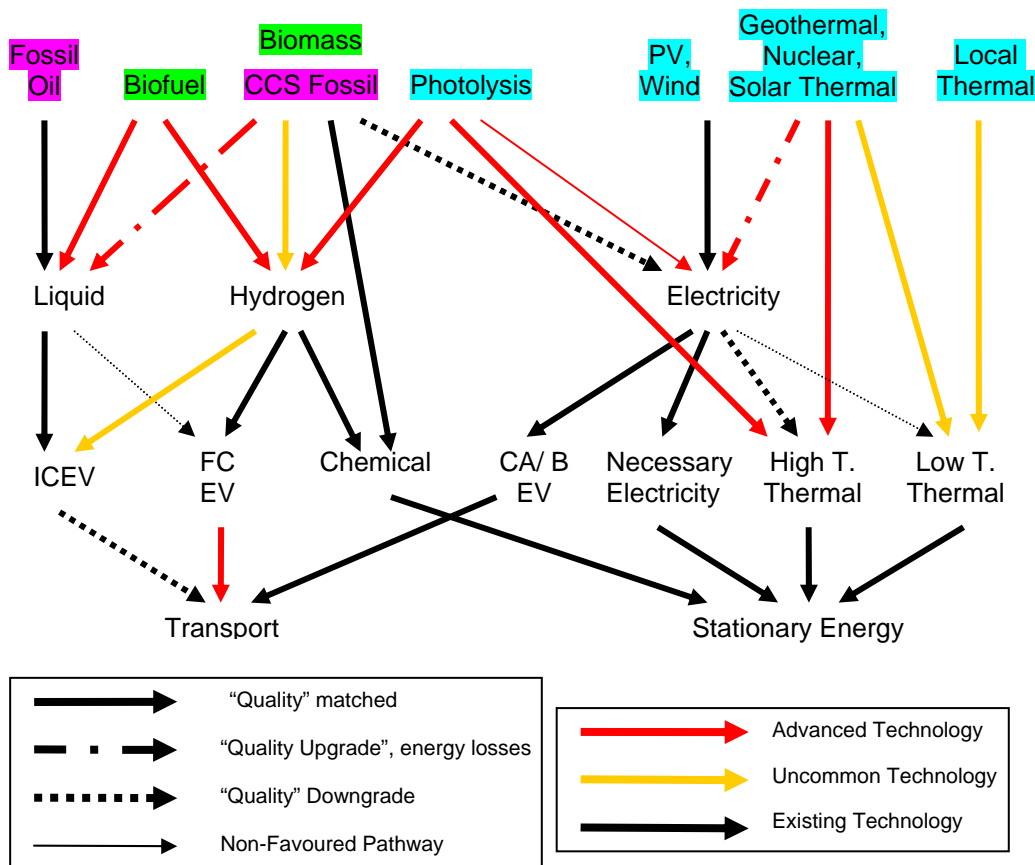 Fossil
Oil
Biofuel
Biomass
CCS Fossil
Photolysis
PV,
Wind
Geothermal,
Nuclear,
Solar Thermal
Local
Thermal
Liquid
Hydrogen
Electricity
ICEV
FC
EV
Chemical
CA/ B
EV
Necessary
Electricity
High T.
Thermal
Low T.
Thermal
Transport
Stationary Energy
“Quality” matched
“Quality Upgrade”, energy losses
“Quality” Downgrade
Non-Favoured Pathway
Advanced Technology
Uncommon Technology
Existing Technology